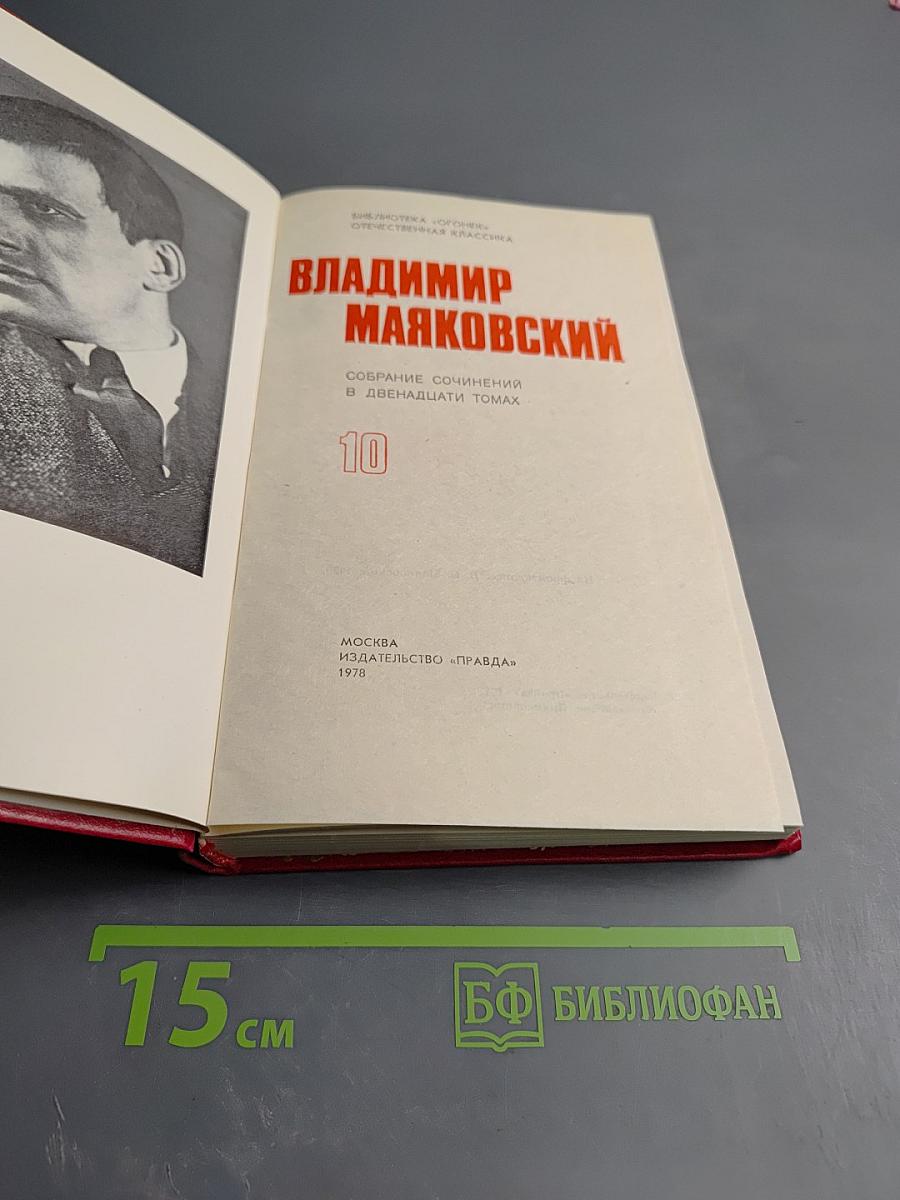 БИБЛИОТЕКА «ОГОНЕК»
ОТЕЧЕСТВЕННАЯ КЛАССИКА
ВЛАДИМИР
МАЯКОВСКИЙ
СОБРАНИЕ СОЧИНЕНИЙ
В ДВЕНАДЦАТИ ТОМАХ
10
МОСКВА
ИЗДАТЕЛЬСТВО «ПРАВДА»
1978
15 см
БФ БИБЛИОФАН